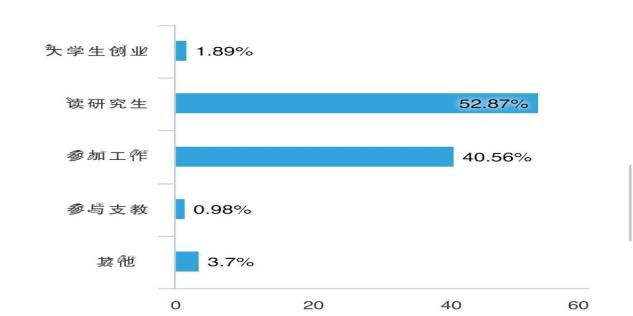 大学生创业 1.89%
读研究生 52.87%
参加工作 40.56%
参与支教 0.98%
其他 3.7%
0 20 40 60